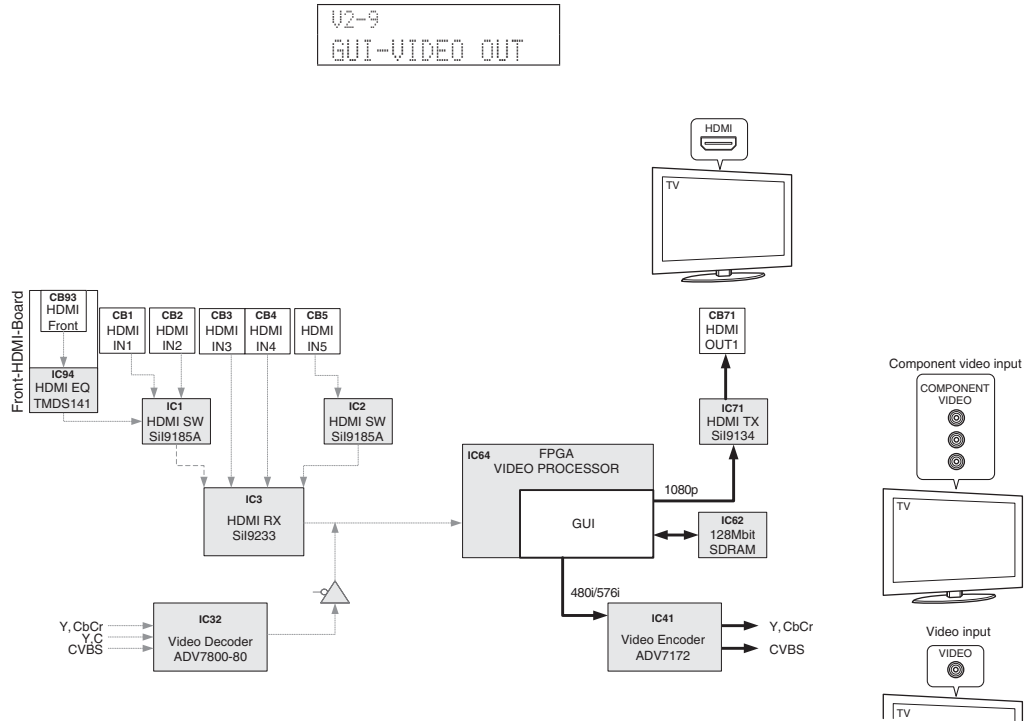 V2-9
GUI-VIDEO OUT
HDMI
TV
Front-HDMI-Board
CB93
HDMI
Front
IC94
HDMI EQ
TMDS141
CB1
HDMI
IN1
CB2
HDMI
IN2
CB3
HDMI
IN3
CB4
HDMI
IN4
CB5
HDMI
IN5
IC1
HDMI SW
SiI9185A
IC2
HDMI SW
SiI9185A
IC3
HDMI RX
SiI9233
IC32
Video Decoder
ADV7800-80
Y, CbCr
Y,C
CVBS
IC64
FPGA
VIDEO PROCESSOR
GUI
1080p
480i/576i
CB71
HDMI
OUT1
IC71
HDMI TX
SiI9134
IC62
128Mbit
SDRAM
IC41
Video Encoder
ADV7172
Y, CbCr
CVBS
Component video input
COMPONENT
VIDEO
TV
Video input
VIDEO
TV